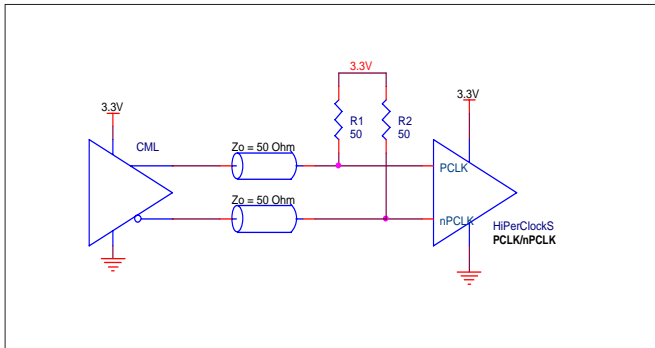 3.3V
3.3V
3.3V
R1
50
R2
50
CML
Zo = 50 Ohm
PCLK
Zo = 50 Ohm
nPCLK
HiPerClockS
PCLK/nPCLK